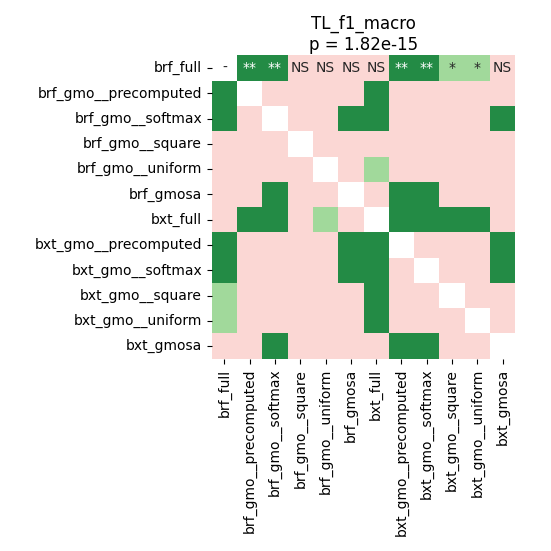 TL_f1_macro
p = 1.82e-15
brf_full
- ** ** NS NS NS NS ** ** * * NS
brf_gmo__precomputed
brf_gmo__softmax
brf_gmo__square
brf_gmo__uniform
brf_gmosa
bxt_full
bxt_gmo__precomputed
bxt_gmo__softmax
bxt_gmo__square
bxt_gmo__uniform
bxt_gmosa
brf_full
brf_gmo__precomputed
brf_gmo__softmax
brf_gmo__square
brf_gmo__uniform
brf_gmosa
bxt_full
bxt_gmo__precomputed
bxt_gmo__softmax
bxt_gmo__square
bxt_gmo__uniform
bxt_gmosa